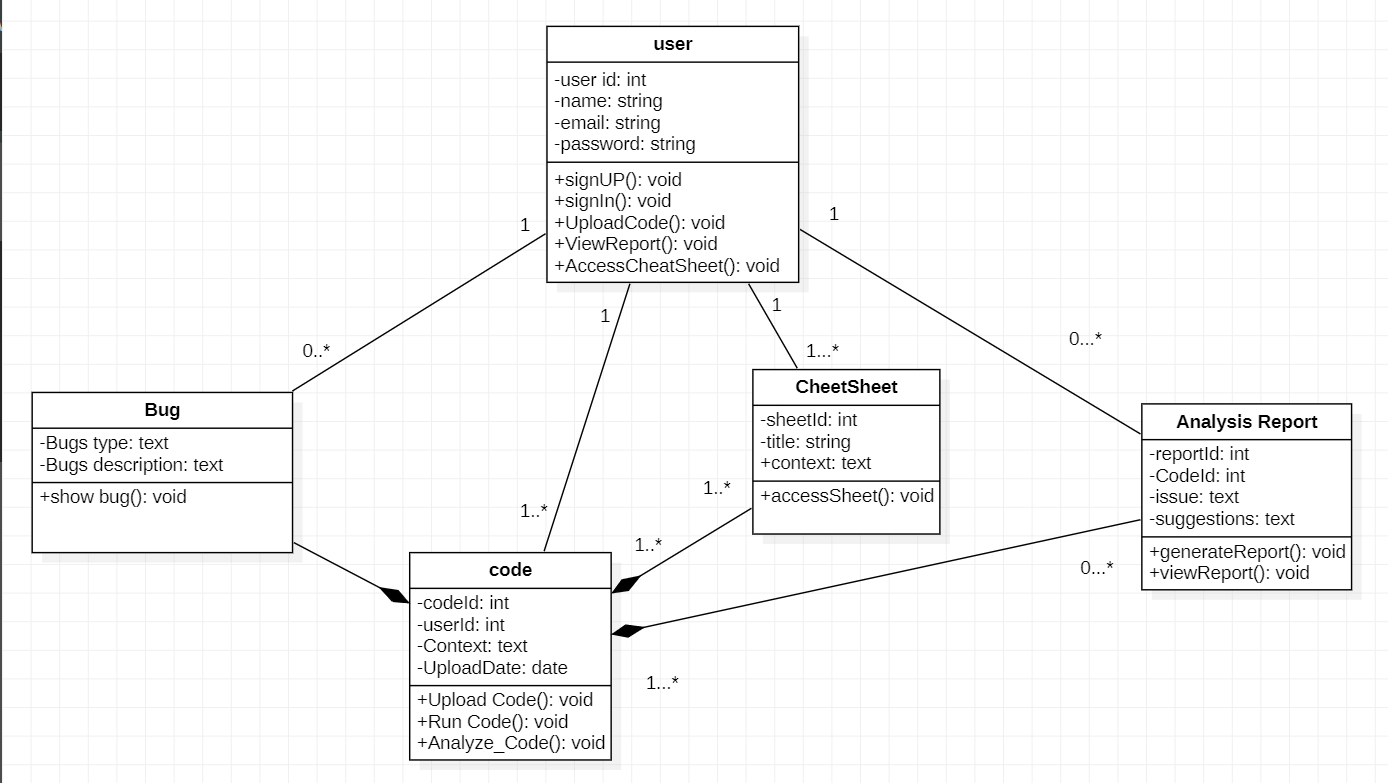 user
-user id: int
-name: string
-email: string
-password: string
+signUP(): void
+signIn(): void
+UploadCode(): void
+ViewReport(): void
+AccessCheatSheet(): void
1
1
1
1
0..*
1...*
0...*
Bug
-Bugs type: text
-Bugs description: text
+show bug(): void
CheetSheet
-sheetId: int
-title: string
+context: text
+accessSheet(): void
Analysis Report
-reportId: int
-CodeId: int
-issue: text
-suggestions: text
+generateReport(): void
+viewReport(): void
1..*
1..*
1..*
0...*
1...*
code
-codeId: int
-userId: int
-Context: text
-UploadDate: date
+Upload Code(): void
+Run Code(): void
+Analyze_Code(): void